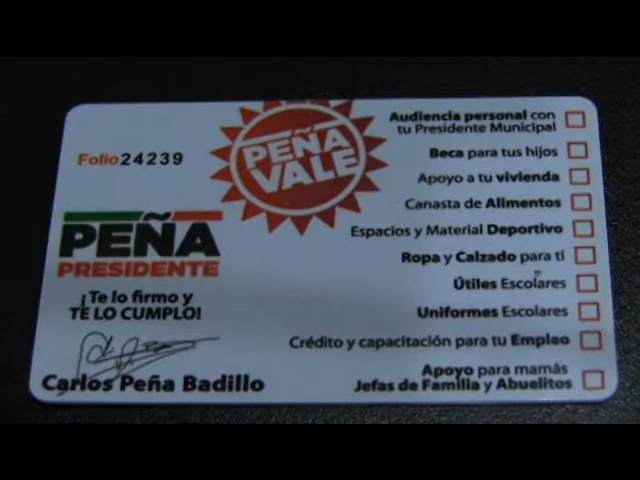 Folio 24239
PEÑA
VALE
PEÑA
PRESIDENTE
¡Te lo firmo y
TE LO CUMPLO!
Carlos Peña Badillo
Audiencia personal con
tu Presidente Municipal
Beca para tus hijos
Apoyo a tu vivienda
Canasta de Alimentos
Espacios y Material Deportivo
Ropa y Calzado para ti
Útiles Escolares
Uniformes Escolares
Crédito y capacitación para tu Empleo
Apoyo para mamás
Jefas de Familia y Abuelitos